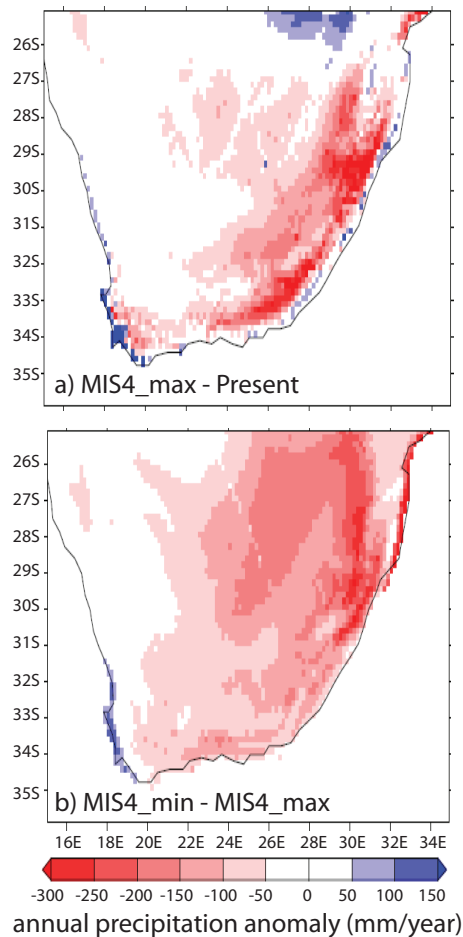 26S
27S
28S
29S
30S
31S
32S
33S
34S
35S
a) MIS4_max - Present
26S
27S
28S
29S
30S
31S
32S
33S
34S
35S
b) MIS4_min - MIS4_max
16E 18E 20E 22E 24E 26E 28E 30E 32E 34E
-300 -250 -200 -150 -100 -50 0 50 100 150
annual precipitation anomaly (mm/year)